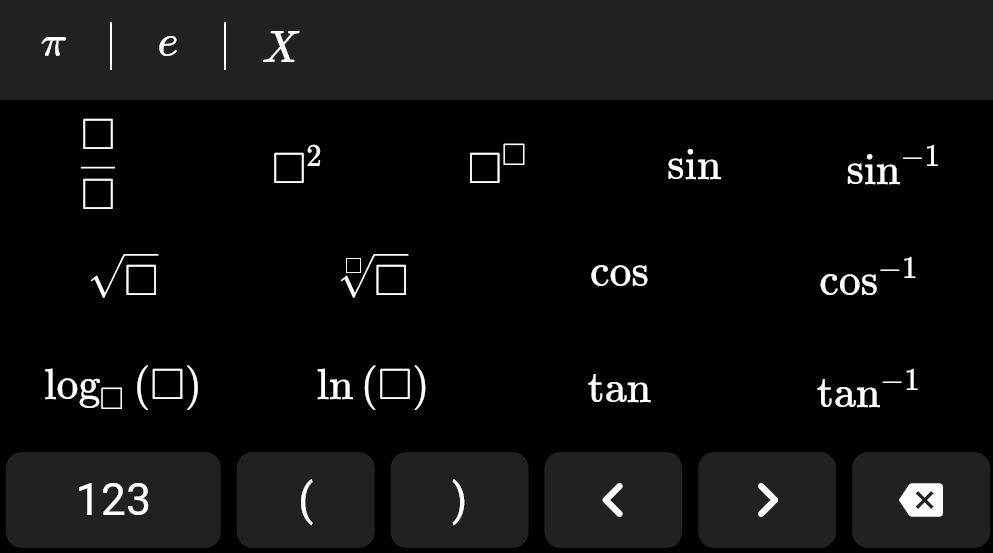 π | e | X
□/□ □² □^□ sin sin⁻¹
√□ □√□ cos cos⁻¹
log□ (□) ln (□) tan tan⁻¹
123 ( ) < >